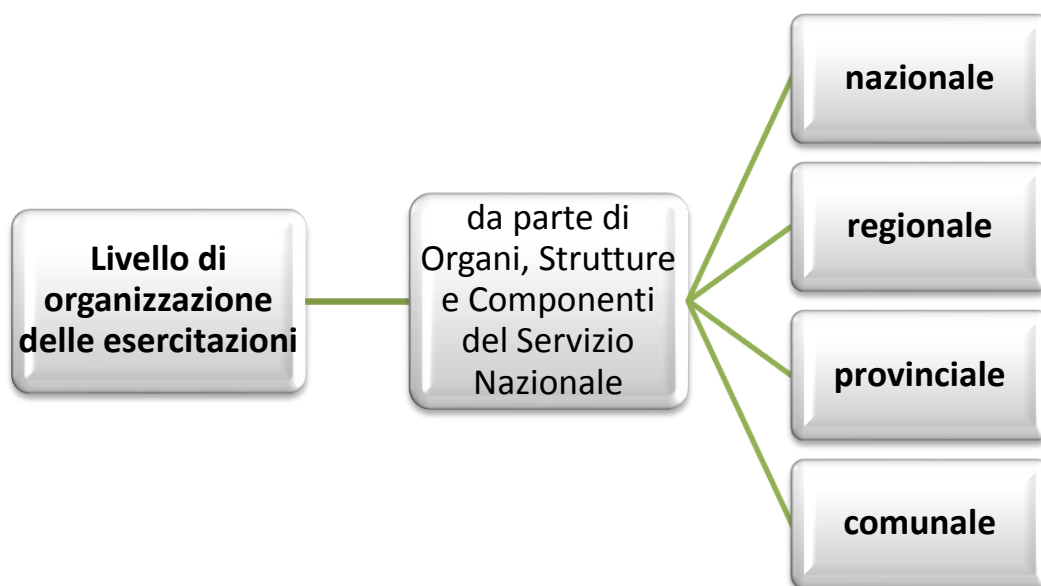 Livello di
organizzazione
delle esercitazioni
da parte di
Organi, Strutture
e Componenti
del Servizio
Nazionale
nazionale
regionale
provinciale
comunale